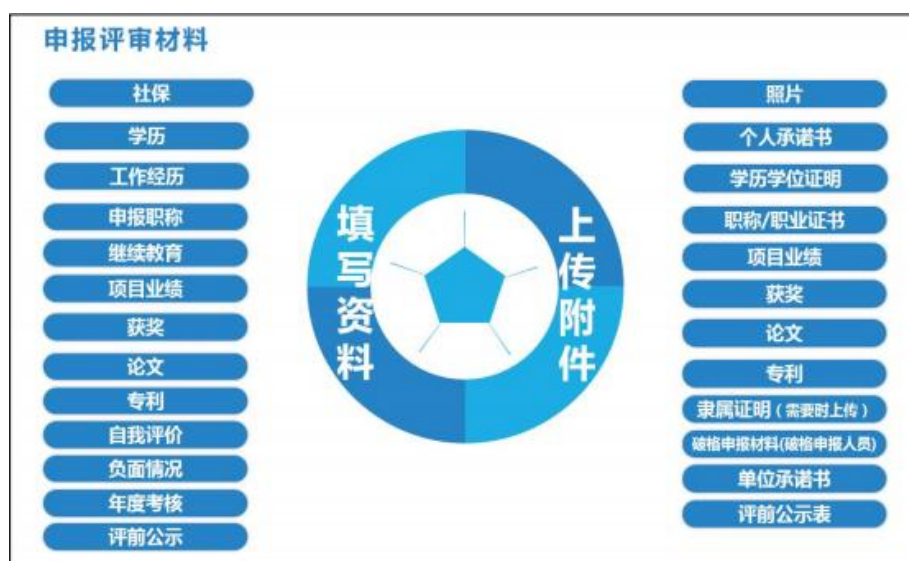 申报评审材料
社保
学历
工作经历
申报职称
继续教育
项目业绩
获奖
论文
专利
自我评价
负面情况
年度考核
评前公示
填写资料
上传附件
照片
个人承诺书
学历学位证明
职称/职业证书
项目业绩
获奖
论文
专利
隶属证明（需要时上传）
破格申报材料(破格申报人员)
单位承诺书
评前公示表